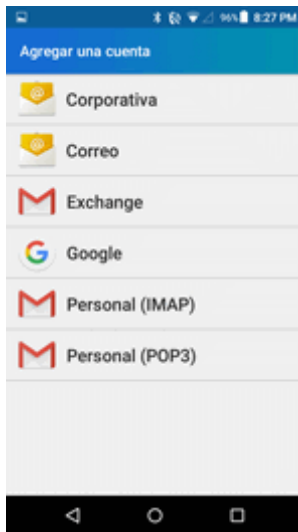 96% 8:27 PM
Agregar una cuenta
Corporativa
Correo
Exchange
Google
Personal (IMAP)
Personal (POP3)